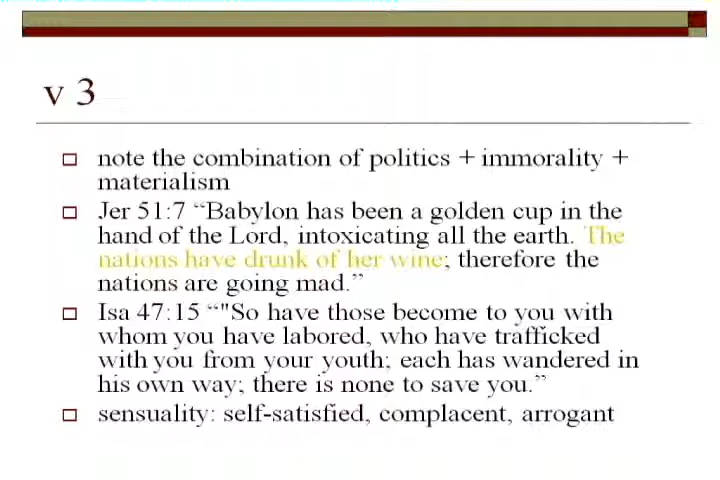 v 3
note the combination of politics + immorality +
materialism
Jer 51:7 “Babylon has been a golden cup in the
hand of the Lord, intoxicating all the earth. The
nations have drunk of her wine; therefore the
nations are going mad.”
Isa 47:15 “"So have those become to you with
whom you have labored, who have trafficked
with you from your youth; each has wandered in
his own way; there is none to save you.”
sensuality: self-satisfied, complacent, arrogant